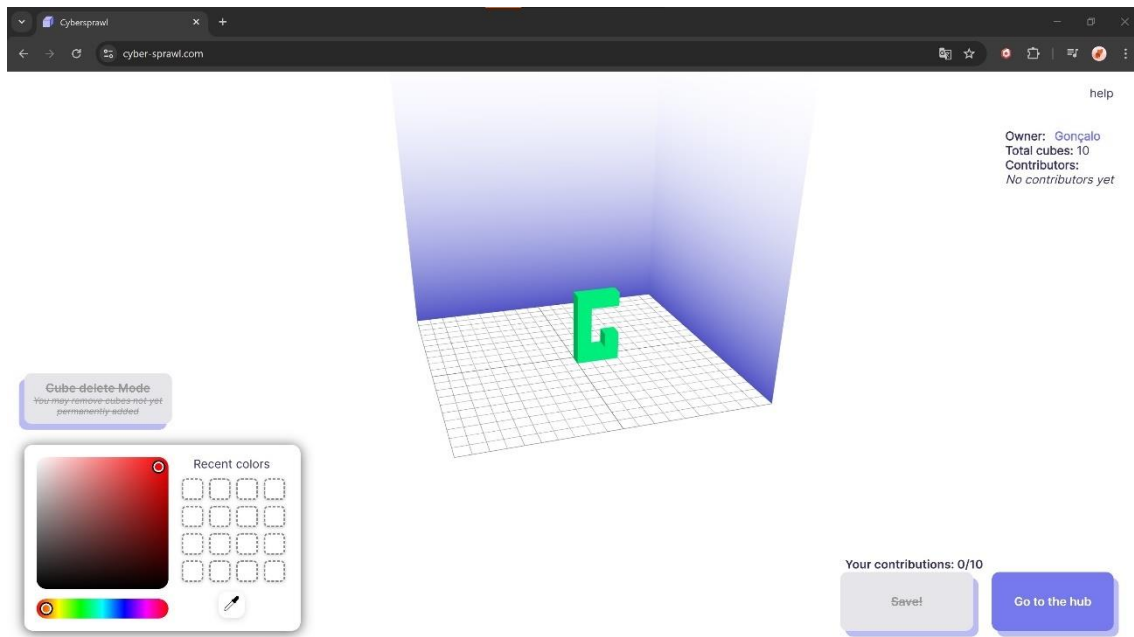 Cybersprawl
cyber-sprawl.com
help
Owner: Gonçalo
Total cubes: 10
Contributors:
No contributors yet
Cube delete Mode
You may remove cubes not yet
permanently added
Recent colors
Your contributions: 0/10
Save!
Go to the hub